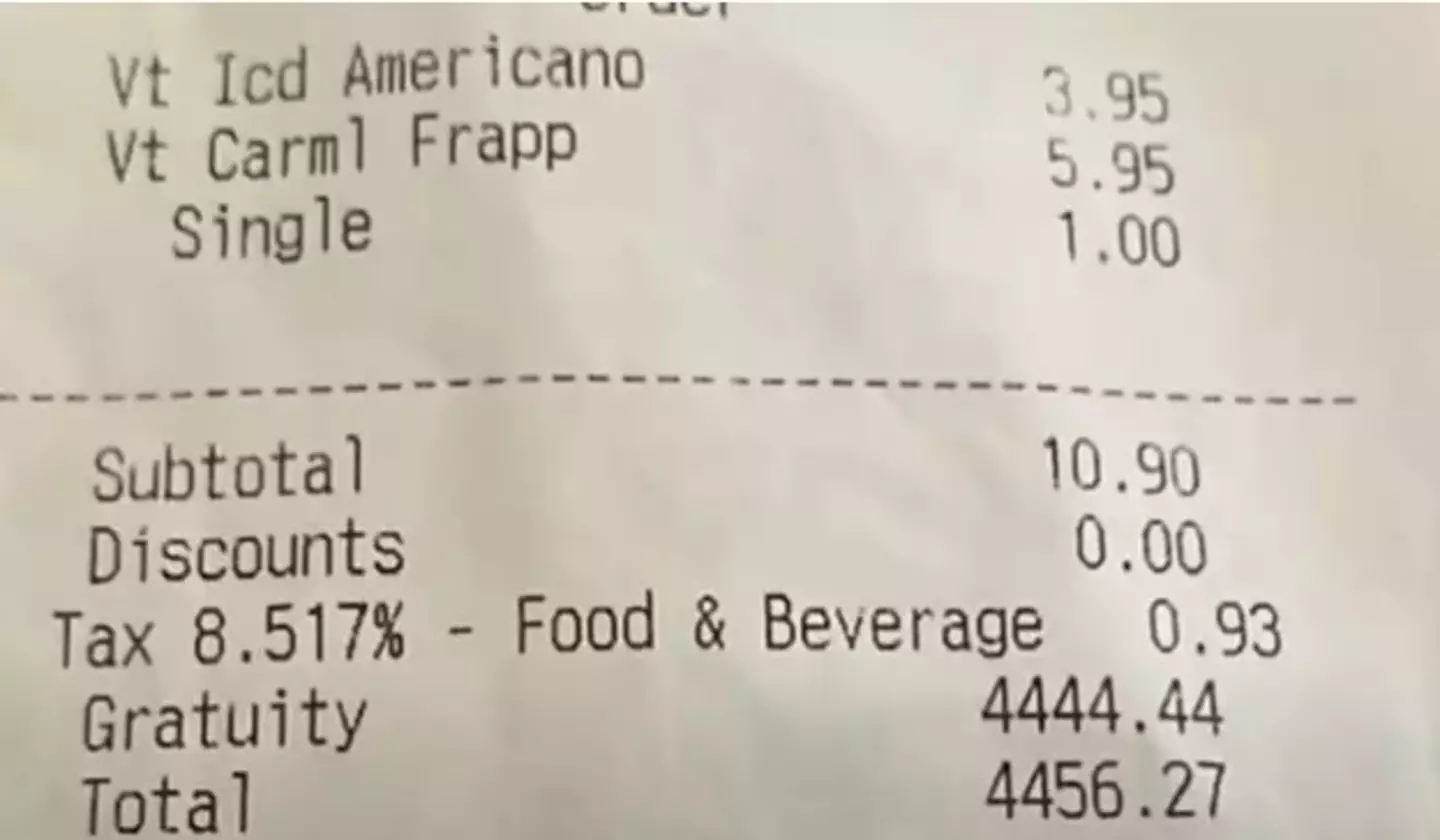 Vt Icd Americano 3.95
Vt Carml Frapp 5.95
Single 1.00
Subtotal 10.90
Discounts 0.00
Tax 8.517% - Food & Beverage 0.93
Gratuity 4444.44
Total 4456.27